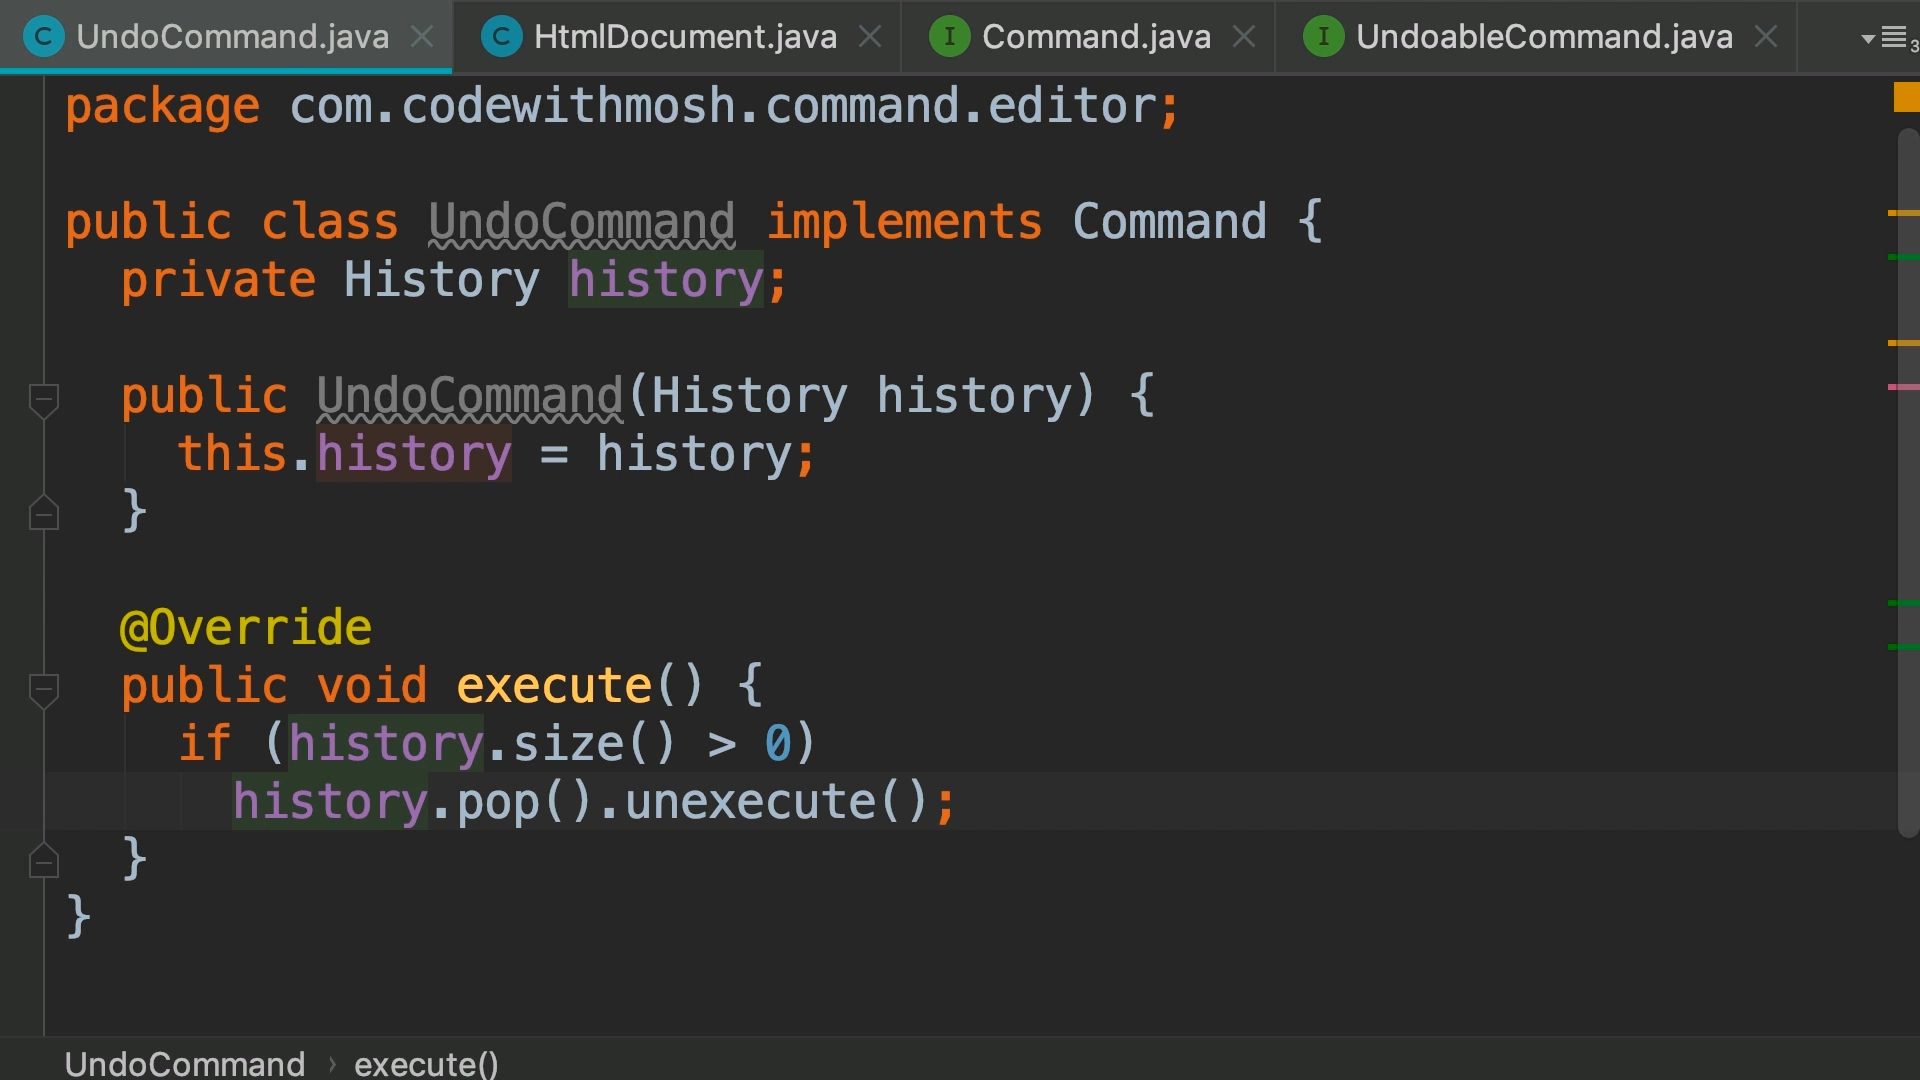 UndoCommand.java HtmlDocument.java Command.java UndoableCommand.java 3
package com.codewithmosh.command.editor;
public class UndoCommand implements Command {
private History history;
public UndoCommand(History history) {
this.history = history;
}
@Override
public void execute() {
if (history.size() > 0)
history.pop().unexecute();
}
}
UndoCommand › execute()